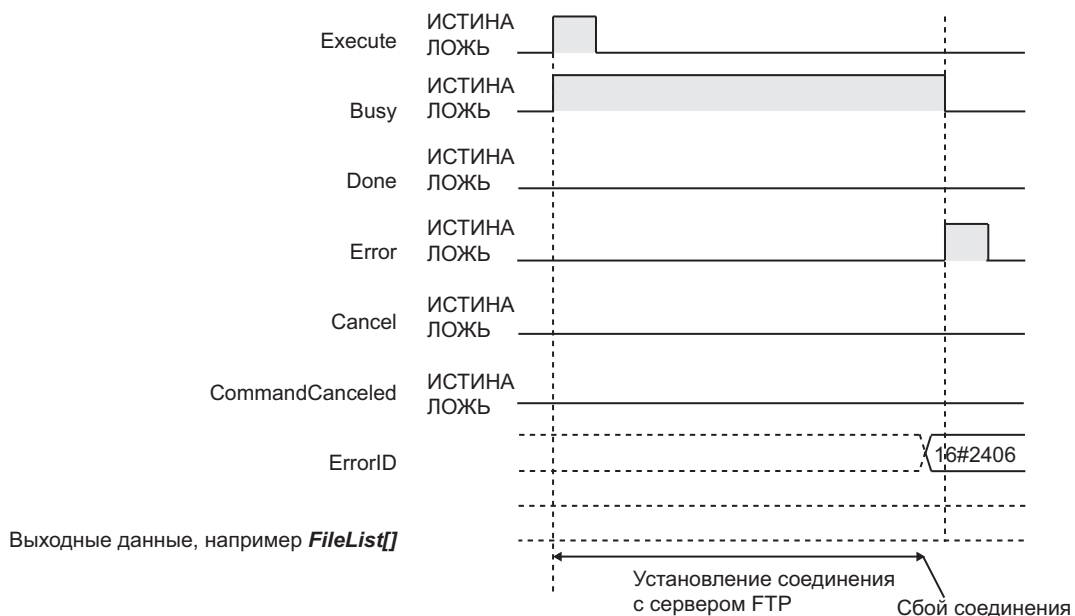 Execute ИСТИНА
ЛОЖЬ
Busy ИСТИНА
ЛОЖЬ
Done ИСТИНА
ЛОЖЬ
Error ИСТИНА
ЛОЖЬ
Cancel ИСТИНА
ЛОЖЬ
CommandCanceled ИСТИНА
ЛОЖЬ
ErrorID 16#2406
Выходные данные, например FileList[]
Установление соединения
с сервером FTP
Сбой соединения